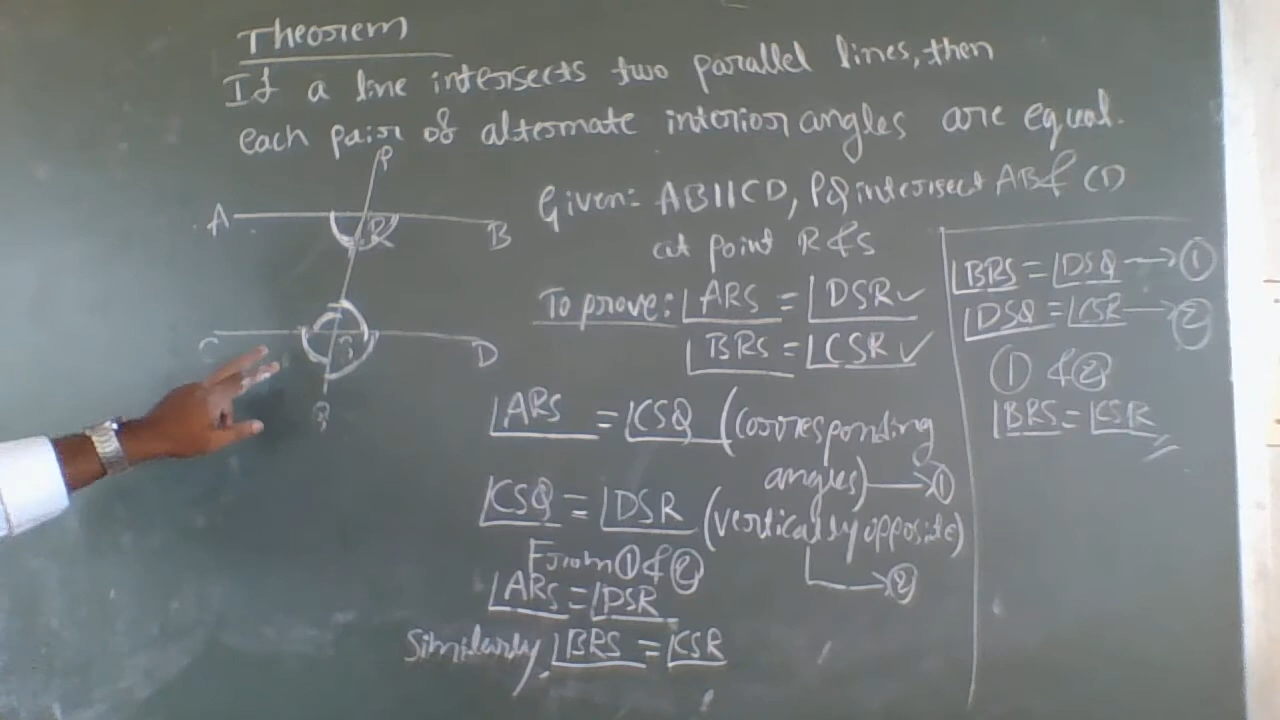 Theorem
If a line intersects two parallel lines, then
each pair of alternate interior angles are equal.
P
A R B
C S D
Q
Given: AB||CD, PQ intersect AB & CD
at point R & S
To prove: ∠ARS = ∠DSR ✓
∠BRS = ∠CSR ✓
∠ARS = ∠CSQ (corresponding
angles) → ①
∠CSQ = ∠DSR (vertically opposite)
→ ②
From ① & ②
∠ARS = ∠DSR
Similarly, ∠BRS = ∠CSR
∠BRS = ∠DSQ → ①
∠DSQ = ∠CSR → ②
① & ②
∠BRS = ∠CSR